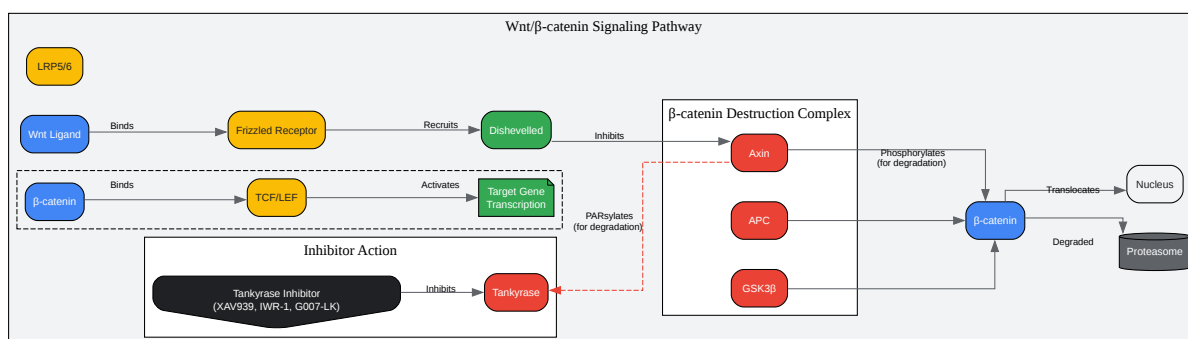 Wnt/β-catenin Signaling Pathway
LRP5/6
Wnt Ligand
Binds
Frizzled Receptor
Recruits
Dishevelled
Inhibits
β-catenin Destruction Complex
Axin
Phosphorylates
(for degradation)
APC
GSK3β
β-catenin
Translocates
Nucleus
Degraded
Proteasome
β-catenin
Binds
TCF/LEF
Activates
Target Gene
Transcription
PARsylates
(for degradation)
Inhibitor Action
Tankyrase Inhibitor
(XAV939, IWR-1, G007-LK)
Inhibits
Tankyrase